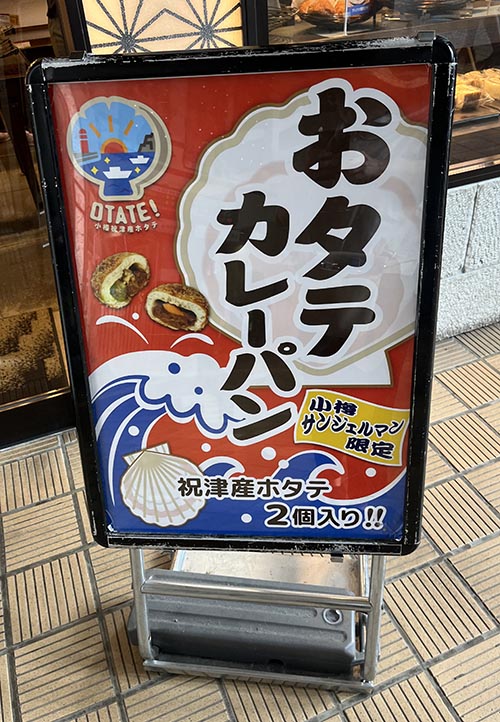 OTATE!
小樽祝津産ホタテ
おタテ
カレーパン
小樽
サンジェルマン
限定
祝津産ホタテ
2個入り!!